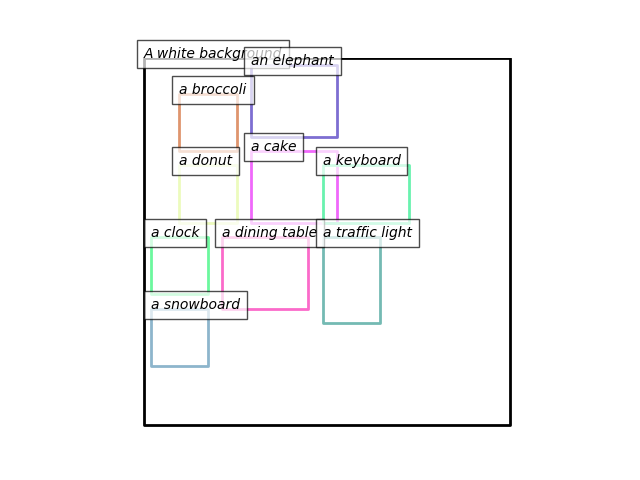 A white background
an elephant
a broccoli
a cake
a donut
a keyboard
a clock
a dining table
a traffic light
a snowboard